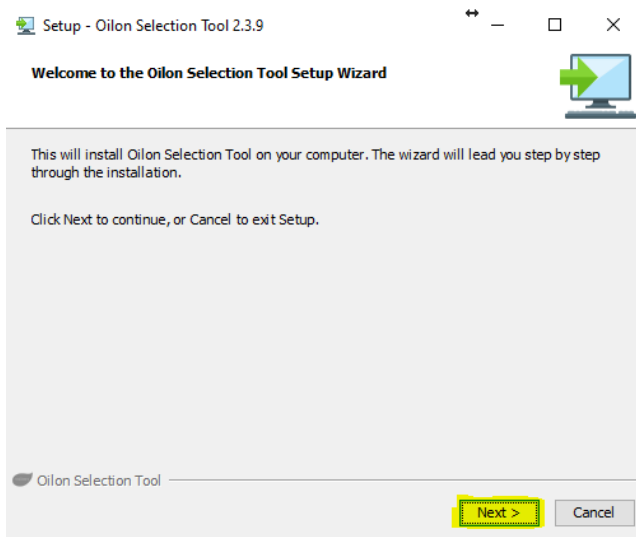 Setup - Oilon Selection Tool 2.3.9
Welcome to the Oilon Selection Tool Setup Wizard
This will install Oilon Selection Tool on your computer. The wizard will lead you step by step
through the installation.
Click Next to continue, or Cancel to exit Setup.
Oilon Selection Tool
Next >
Cancel